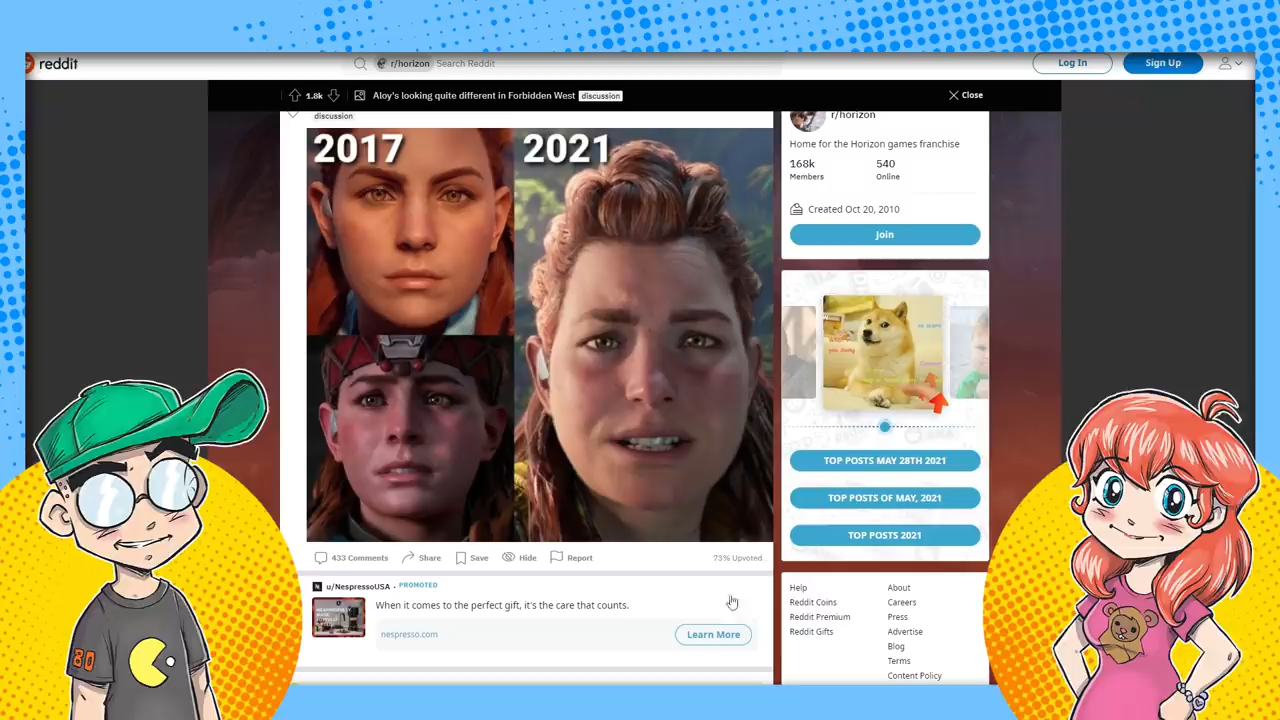 reddit
r/horizon Search Reddit
Log In
Sign Up
1.8k
Aloy's looking quite different in Forbidden West discussion
Close
discussion
2017
2021
433 Comments
Share
Save
Hide
Report
73% Upvoted
u/NespressoUSA · PROMOTED
When it comes to the perfect gift, it's the care that counts.
nespresso.com
Learn More
r/horizon
Home for the Horizon games franchise
168k
540
Members
Online
Created Oct 20, 2010
Join
TOP POSTS MAY 28TH 2021
TOP POSTS OF MAY, 2021
TOP POSTS 2021
Help
About
Reddit Coins
Careers
Reddit Premium
Press
Reddit Gifts
Advertise
Blog
Terms
Content Policy
80